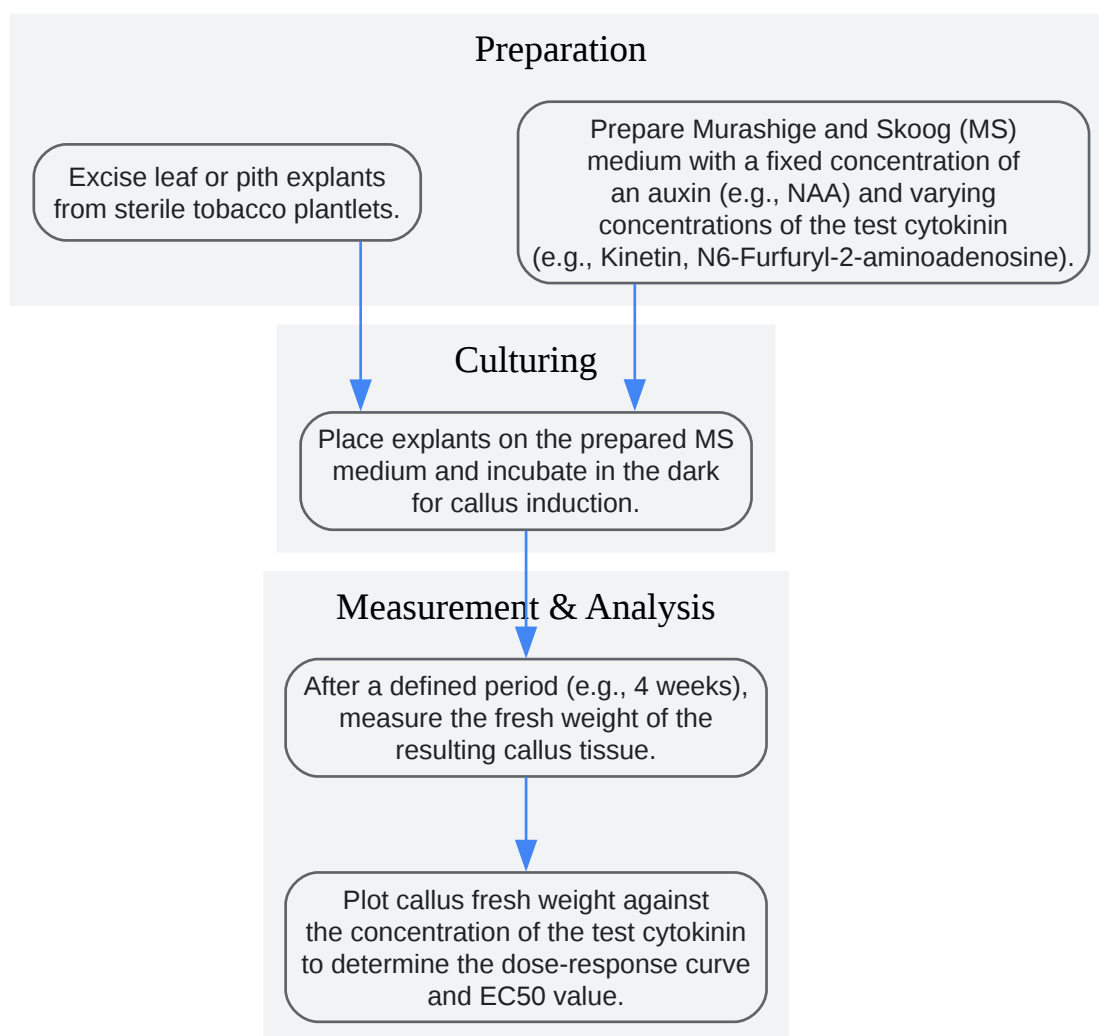 Preparation
Excise leaf or pith explants
from sterile tobacco plantlets.
Prepare Murashige and Skoog (MS)
medium with a fixed concentration of
an auxin (e.g., NAA) and varying
concentrations of the test cytokinin
(e.g., Kinetin, N6-Furfuryl-2-aminoadenosine).
Culturing
Place explants on the prepared MS
medium and incubate in the dark
for callus induction.
Measurement & Analysis
After a defined period (e.g., 4 weeks),
measure the fresh weight of the
resulting callus tissue.
Plot callus fresh weight against
the concentration of the test cytokinin
to determine the dose-response curve
and EC50 value.